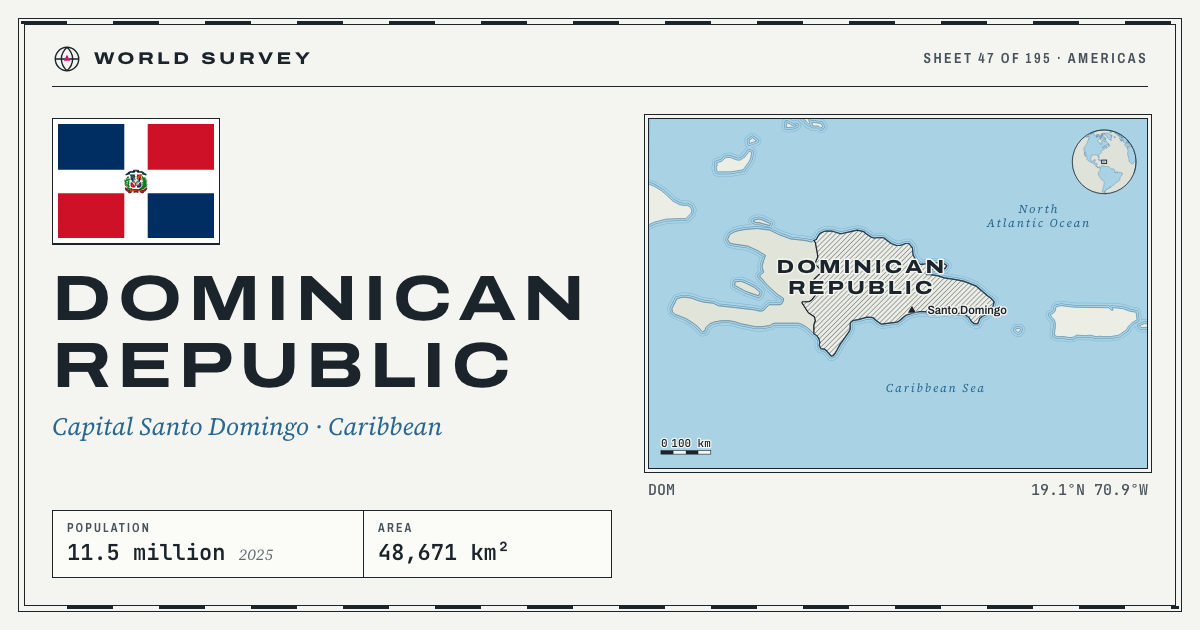 WORLD SURVEY
SHEET 47 OF 195 · AMERICAS
DOMINICAN
REPUBLIC
Capital Santo Domingo · Caribbean
POPULATION
11.5 million 2025
AREA
48,671 km²
North
Atlantic Ocean
DOMINICAN
REPUBLIC
Santo Domingo
Caribbean Sea
0 100 km
DOM
19.1°N 70.9°W